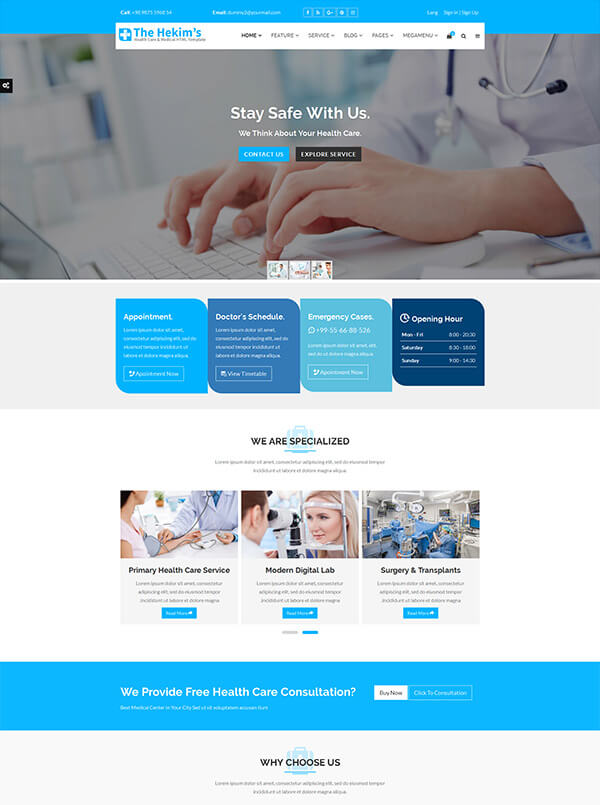 Call: +98 9875 5968 54 Email: dummy2@yourmail.com Lang Sign in | Sign Up
The Hekim's
Health Care & Medical HTML Template
HOME FEATURE SERVICE BLOG PAGES MEGAMENU
Stay Safe With Us.
We Think About Your Health Care.
CONTACT US EXPLORE SERVICE
Appointment.
Lorem ipsum dolor sit amet,
consectetur adipiscing elit, sed do
eiusmod tempor incididunt ut
labore et dolore magna aliqua.
Apointment Now
Doctor's Schedule.
Lorem ipsum dolor sit amet,
consectetur adipiscing elit, sed do
eiusmod tempor incididunt ut
labore et dolore magna aliqua.
View Timetable
Emergency Cases.
+99-55 66-88-526
Lorem ipsum dolor sit amet,
eiusmod tempor incididunt ut
labore et dolore magna aliqua.
Apointment Now
Opening Hour
Mon - Fri 8:00 - 20:30
Saturday 8:30 - 18:00
Sunday 9:00 - 14:30
WE ARE SPECIALIZED
Lorem ipsum dolor sit amet, consectetur adipiscing elit, sed do eiusmod tempor
incididunt ut labore et dolore magna aliqua.
Primary Health Care Service
Lorem ipsum dolor sit amet, consectetur
adipiscing elit, sed do eiusmod tempor
.incididunt ut labore et dolore magna
Read More
Modern Digital Lab
Lorem ipsum dolor sit amet, consectetur
adipiscing elit, sed do eiusmod tempor
.incididunt ut labore et dolore magna
Read More
Surgery & Transplants
Lorem ipsum dolor sit amet, consectetur
adipiscing elit, sed do eiusmod tempor
.incididunt ut labore et dolore magna
Read More
We Provide Free Health Care Consultation?
Best Medical Center in Your City Sed ut sit voluptatem accusan tium
Buy Now Click To Consultation
WHY CHOOSE US
Lorem ipsum dolor sit amet, consectetur adipiscing elit, sed do eiusmod tempor
incididunt ut labore et dolore magna aliqua.